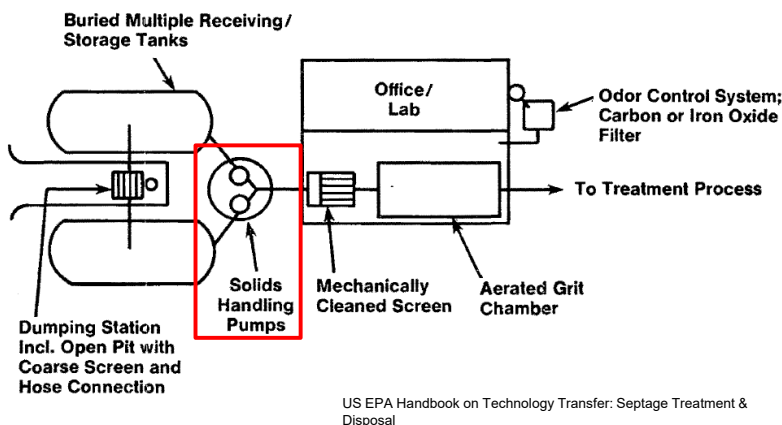 Buried Multiple Receiving/
Storage Tanks
Office/
Lab
Odor Control System;
Carbon or Iron Oxide
Filter
To Treatment Process
Solids
Handling
Pumps
Mechanically
Cleaned Screen
Aerated Grit
Chamber
Dumping Station
Incl. Open Pit with
Coarse Screen and
Hose Connection
US EPA Handbook on Technology Transfer: Septage Treatment &
Disposal